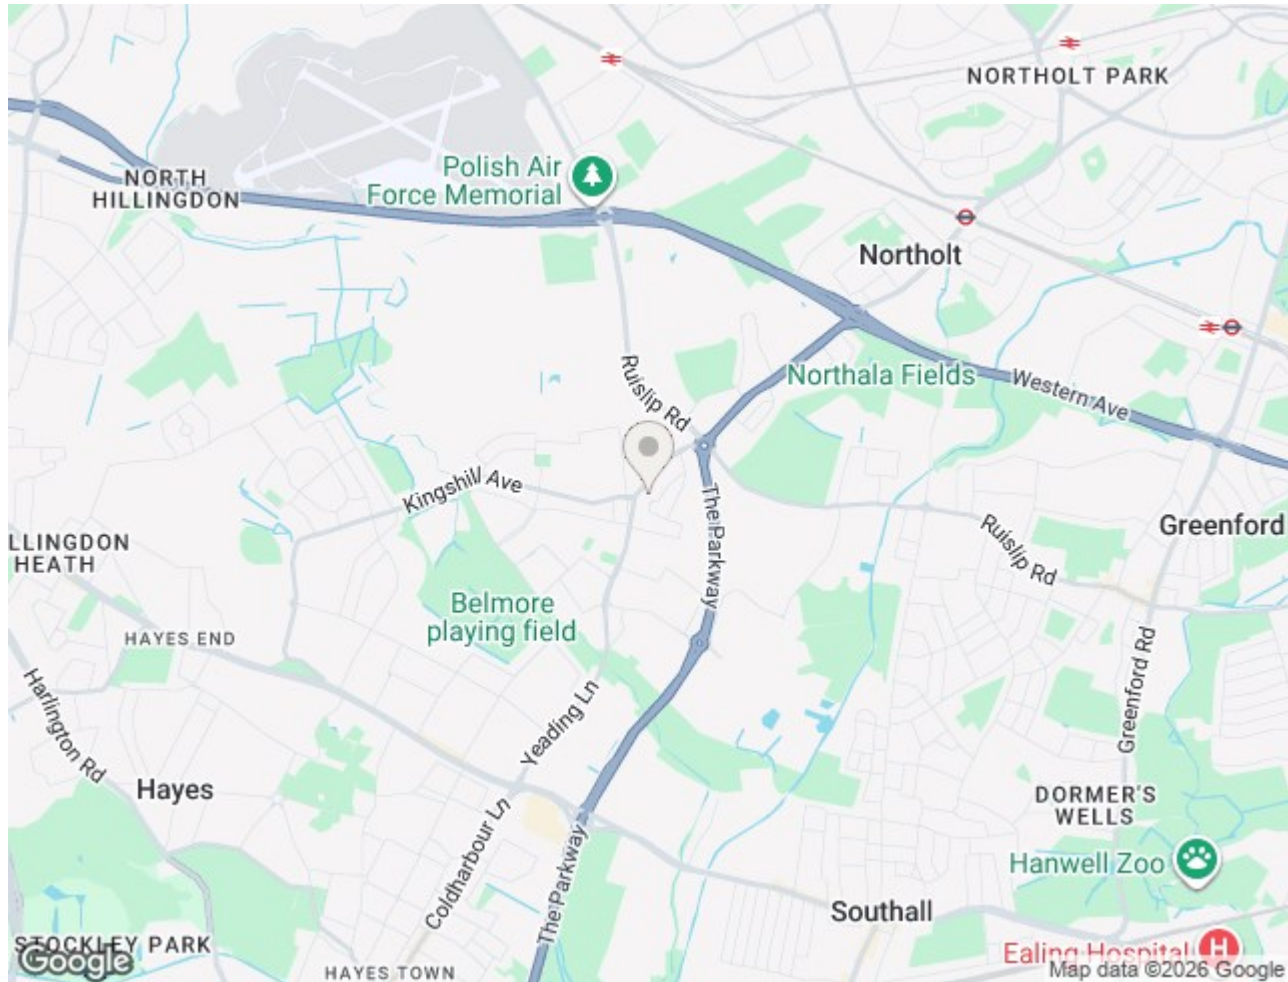 NORTHOLT PARK
NORTH
HILLINGDON
Polish Air
Force Memorial
Northolt
Ruislip Rd
Northala Fields
Western Ave
Kingshill Ave
The Parkway
LLINGDON
HEATH
Ruislip Rd
Greenford
Belmore
playing field
HAYES END
Harlington Rd
Yeading Ln
Greenford Rd
Hayes
DORMER'S
WELLS
Coldharbour Ln
The Parkway
Hanwell Zoo
Southall
STOCKLEY PARK
Ealing Hospital
H
Google
HAYES TOWN
Map data ©2026 Google